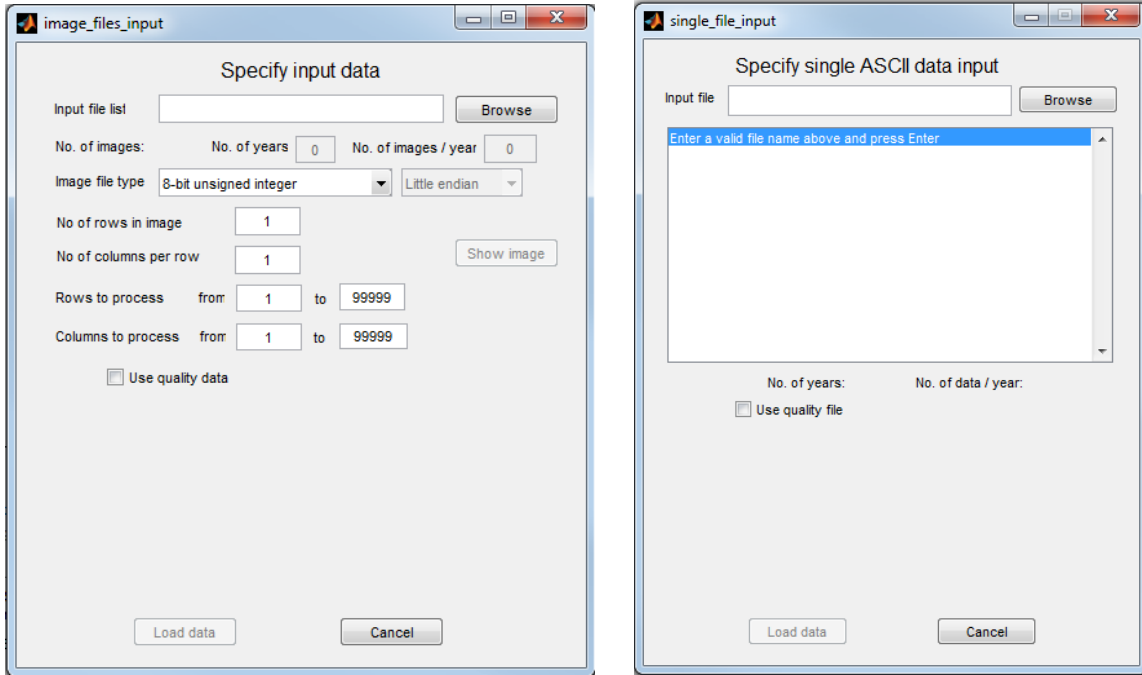 image_files_input
Specify input data
Input file list Browse
No. of images: No. of years 0 No. of images / year 0
Image file type 8-bit unsigned integer Little endian
No of rows in image 1
No of columns per row 1 Show image
Rows to process from 1 to 99999
Columns to process from 1 to 99999
Use quality data
Load data Cancel
single_file_input
Specify single ASCII data input
Input file Browse
Enter a valid file name above and press Enter
No. of years: No. of data / year:
Use quality file
Load data Cancel